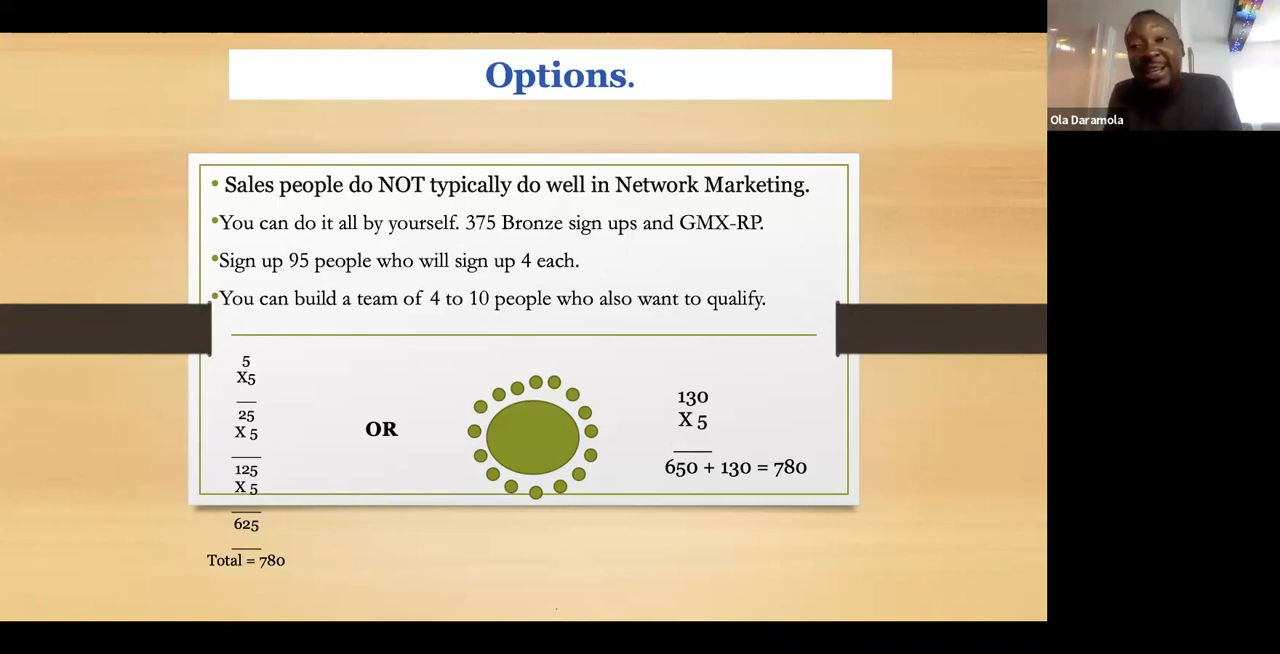 Options.
Ola Daramola
• Sales people do NOT typically do well in Network Marketing.
•You can do it all by yourself. 375 Bronze sign ups and GMX-RP.
•Sign up 95 people who will sign up 4 each.
•You can build a team of 4 to 10 people who also want to qualify.
5
X5
25
X 5
125
X 5
625
Total = 780
OR
130
X 5
650 + 130 = 780